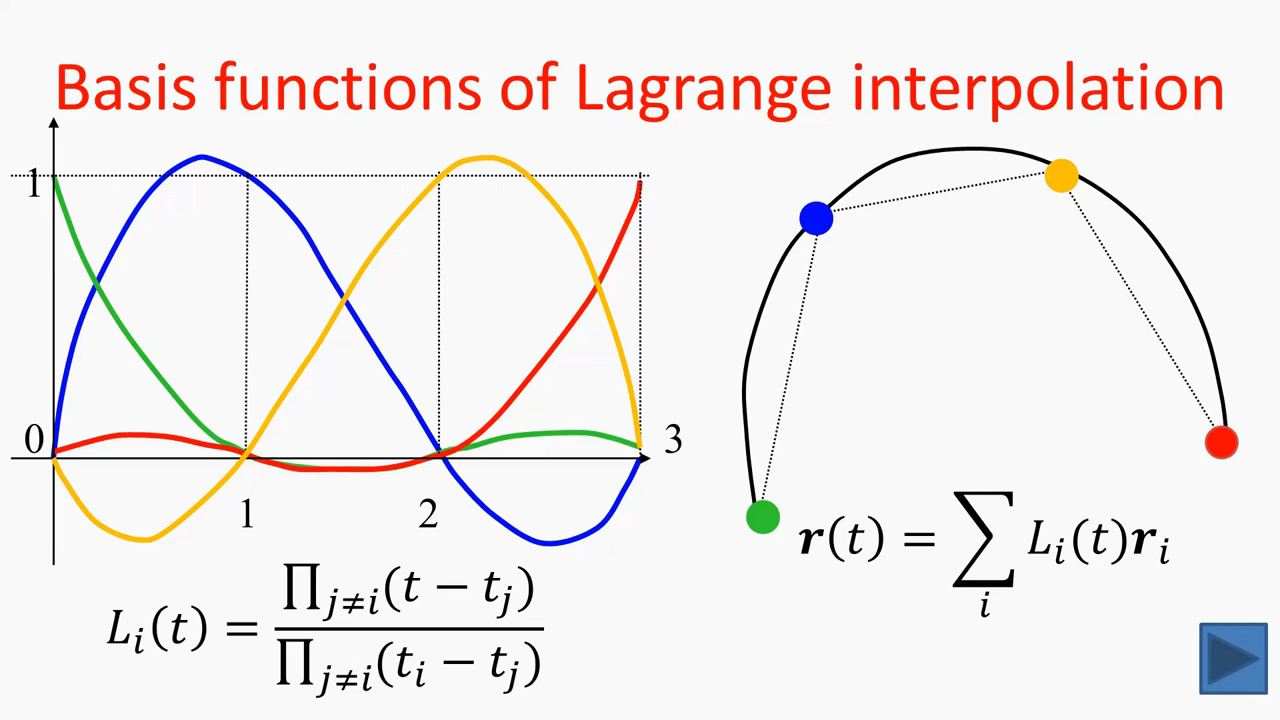 Basis functions of Lagrange interpolation
1
0
3
1
2
𝒓(𝑡) = ∑ᵢ 𝐿ᵢ(𝑡)𝒓ᵢ
𝐿ᵢ(𝑡) = ∏_{j≠i}(𝑡 − 𝑡ⱼ) / ∏_{j≠i}(𝑡ᵢ − 𝑡ⱼ)